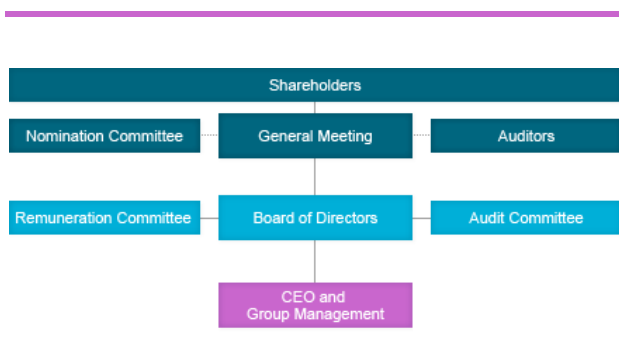 Shareholders
Nomination Committee
General Meeting
Auditors
Remuneration Committee
Board of Directors
Audit Committee
CEO and
Group Management